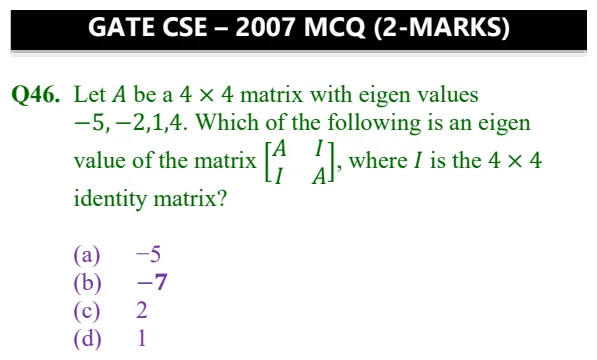 GATE CSE – 2007 MCQ (2-MARKS)
Q46. Let A be a 4 × 4 matrix with eigen values
−5, −2,1,4. Which of the following is an eigen
value of the matrix [A I
I A], where I is the 4 × 4
identity matrix?
(a) −5
(b) −7
(c) 2
(d) 1